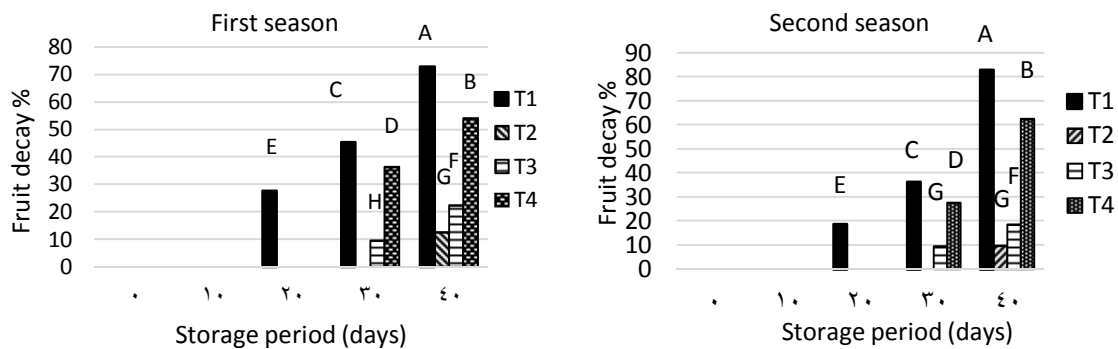 First season
Fruit decay %
80
70
60
50
40
30
20
10
0
A
B
C
D
E
F
G
H
T1
T2
T3
T4
٠ ١٠ ٢٠ ٣٠ ٤٠
Storage period (days)
Second season
Fruit decay %
90
80
70
60
50
40
30
20
10
0
A
B
C
D
E
F
G
G
T1
T2
T3
T4
٠ ١٠ ٢٠ ٣٠ ٤٠
Storage period (days)